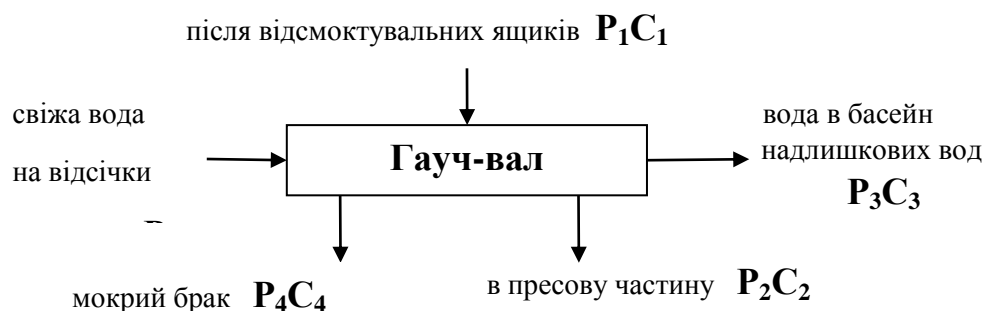 після відсмоктувальних ящиків P₁C₁
свіжа вода
на відсічки
Гауч-вал
вода в басейн
надлишкових вод
P₃C₃
мокрий брак P₄C₄
в пресову частину P₂C₂